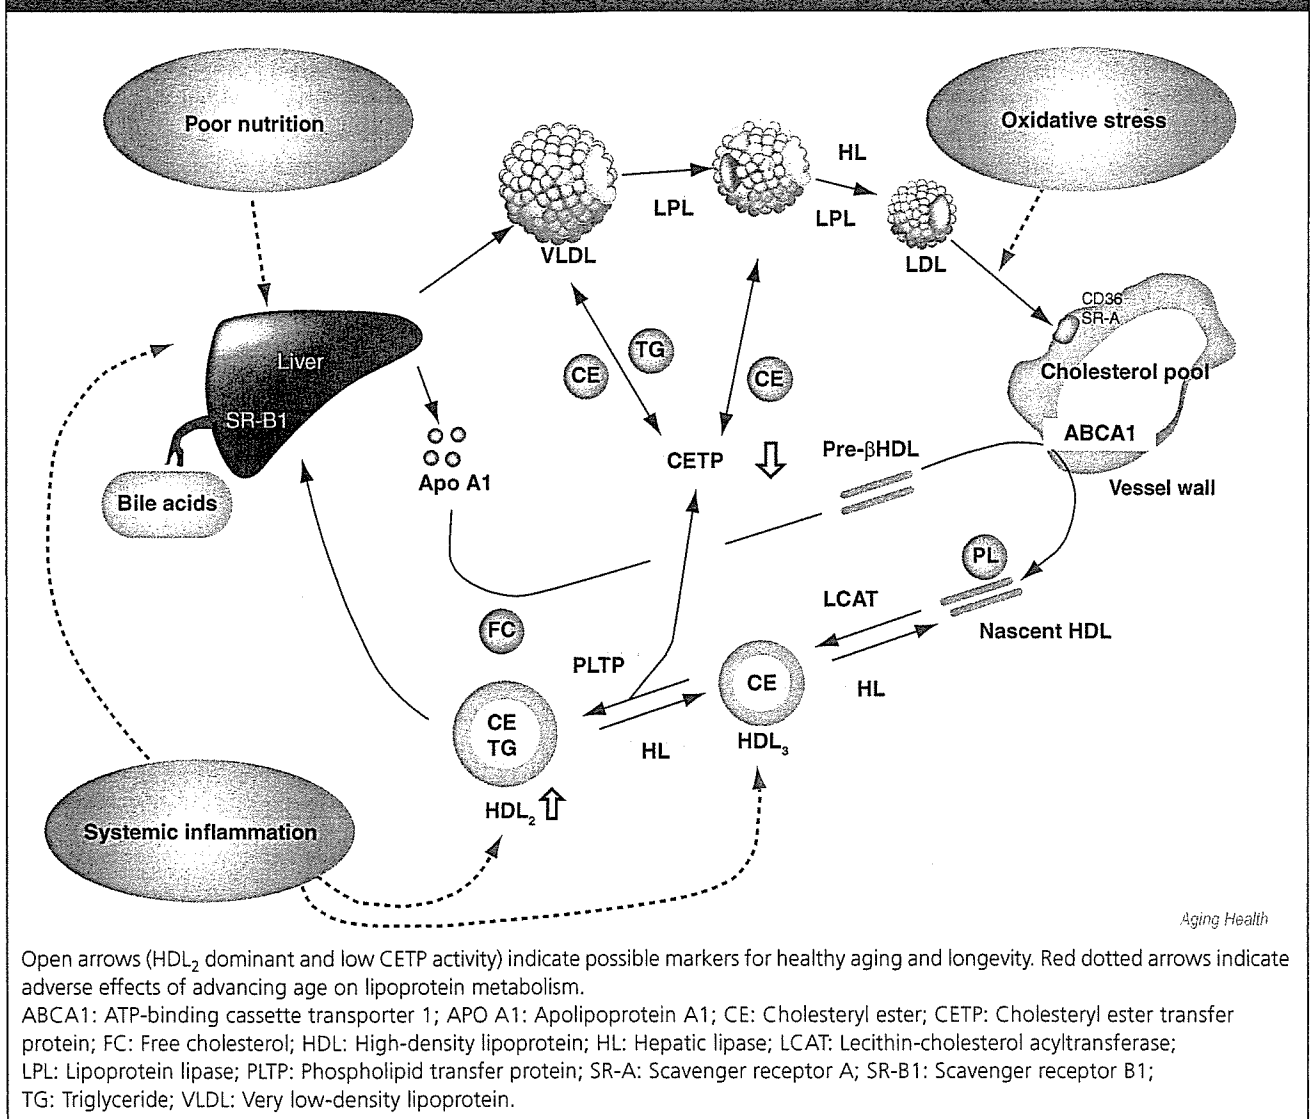 Poor nutrition
Oxidative stress
HL
LPL
LPL
VLDL
LDL
CD36
SR-A
Liver
TG
CE
CE
Cholesterol pool
SR-B1
ABCA1
CETP
Pre-βHDL
Apo A1
Bile acids
Vessel wall
PL
LCAT
FC
Nascent HDL
PLTP
CE
HL
CE
TG
HL
HDL₃
HDL₂
Systemic inflammation
Aging Health
Open arrows (HDL₂ dominant and low CETP activity) indicate possible markers for healthy aging and longevity. Red dotted arrows indicate
adverse effects of advancing age on lipoprotein metabolism.
ABCA1: ATP-binding cassette transporter 1; APO A1: Apolipoprotein A1; CE: Cholesteryl ester; CETP: Cholesteryl ester transfer
protein; FC: Free cholesterol; HDL: High-density lipoprotein; HL: Hepatic lipase; LCAT: Lecithin-cholesterol acyltransferase;
LPL: Lipoprotein lipase; PLTP: Phospholipid transfer protein; SR-A: Scavenger receptor A; SR-B1: Scavenger receptor B1;
TG: Triglyceride; VLDL: Very low-density lipoprotein.